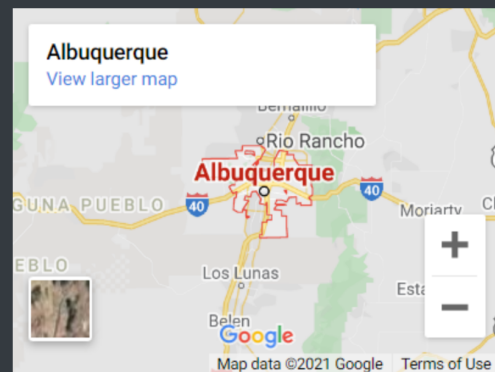 Albuquerque
View larger map
Bernalillo
Rio Rancho
Albuquerque
40
GUNA PUEBLO
40
Moriarty
EBLO
Los Lunas
Esta
Belen
Google
Map data ©2021 Google Terms of Use